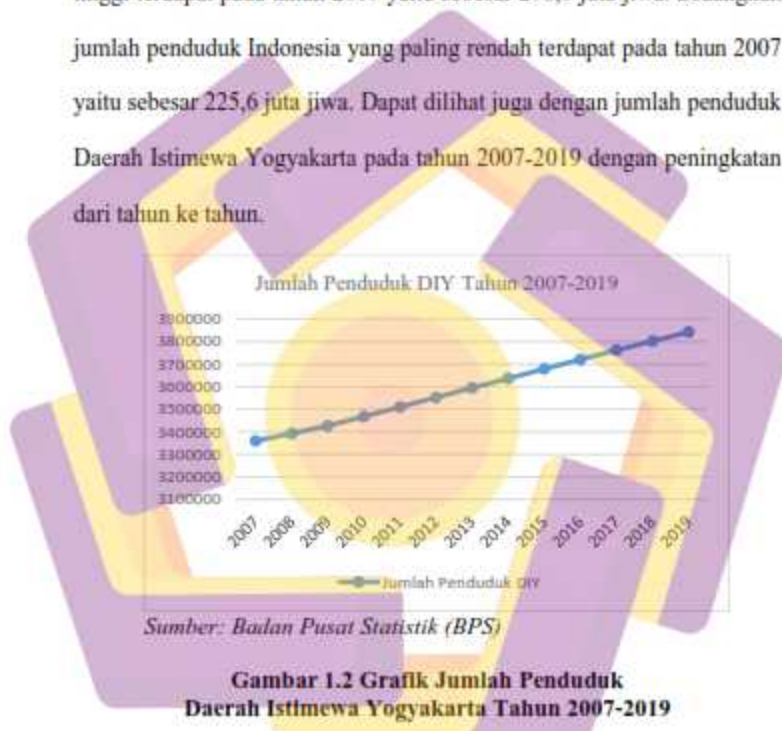 jumlah penduduk Indonesia yang paling rendah terdapat pada tahun 2007
yaitu sebesar 225,6 juta jiwa. Dapat dilihat juga dengan jumlah penduduk
Daerah Istimewa Yogyakarta pada tahun 2007-2019 dengan peningkatan
dari tahun ke tahun.
Jumlah Penduduk DIY Tahun 2007-2019
3900000
3800000
3700000
3600000
3500000
3400000
3300000
3200000
3100000
2007 2008 2009 2010 2011 2012 2013 2014 2015 2016 2017 2018 2019
Jumlah Penduduk DIY
Sumber: Badan Pusat Statistik (BPS)
Gambar 1.2 Grafik Jumlah Penduduk
Daerah Istimewa Yogyakarta Tahun 2007-2019